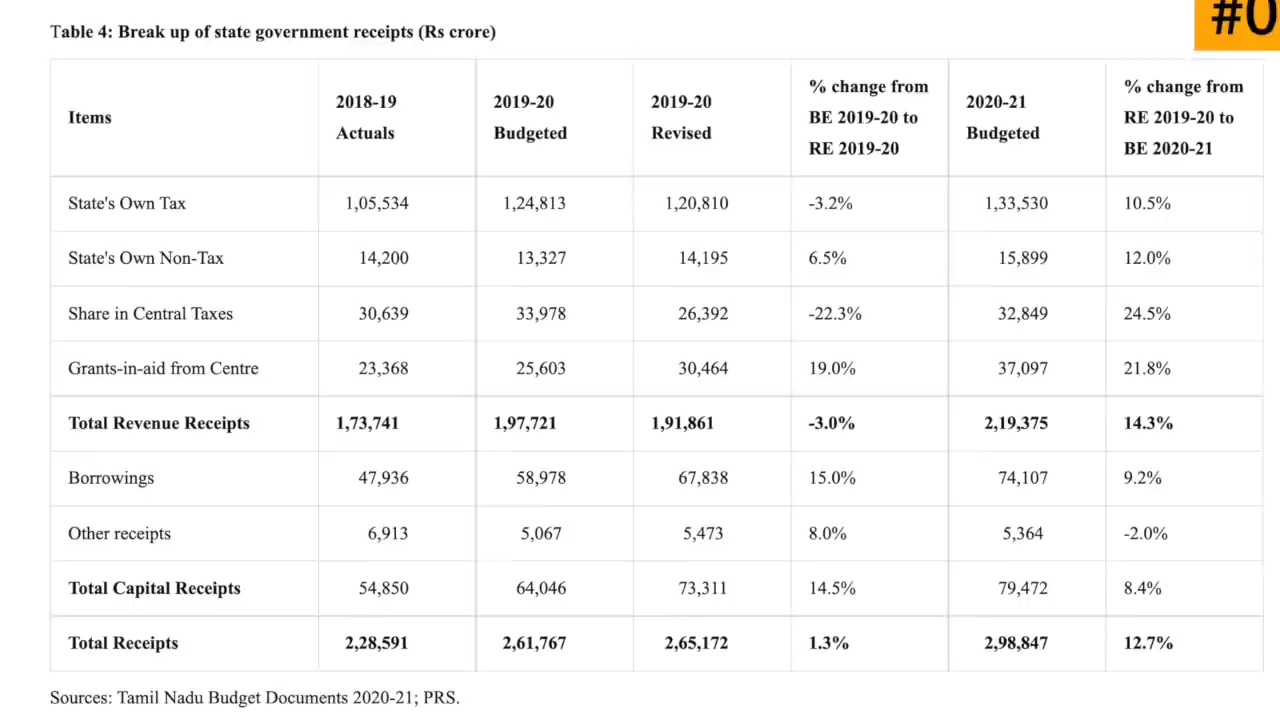 #0
Table 4: Break up of state government receipts (Rs crore)
Items 2018-19 Actuals 2019-20 Budgeted 2019-20 Revised % change from BE 2019-20 to RE 2019-20 2020-21 Budgeted % change from RE 2019-20 to BE 2020-21
State's Own Tax 1,05,534 1,24,813 1,20,810 -3.2% 1,33,530 10.5%
State's Own Non-Tax 14,200 13,327 14,195 6.5% 15,899 12.0%
Share in Central Taxes 30,639 33,978 26,392 -22.3% 32,849 24.5%
Grants-in-aid from Centre 23,368 25,603 30,464 19.0% 37,097 21.8%
Total Revenue Receipts 1,73,741 1,97,721 1,91,861 -3.0% 2,19,375 14.3%
Borrowings 47,936 58,978 67,838 15.0% 74,107 9.2%
Other receipts 6,913 5,067 5,473 8.0% 5,364 -2.0%
Total Capital Receipts 54,850 64,046 73,311 14.5% 79,472 8.4%
Total Receipts 2,28,591 2,61,767 2,65,172 1.3% 2,98,847 12.7%
Sources: Tamil Nadu Budget Documents 2020-21; PRS.